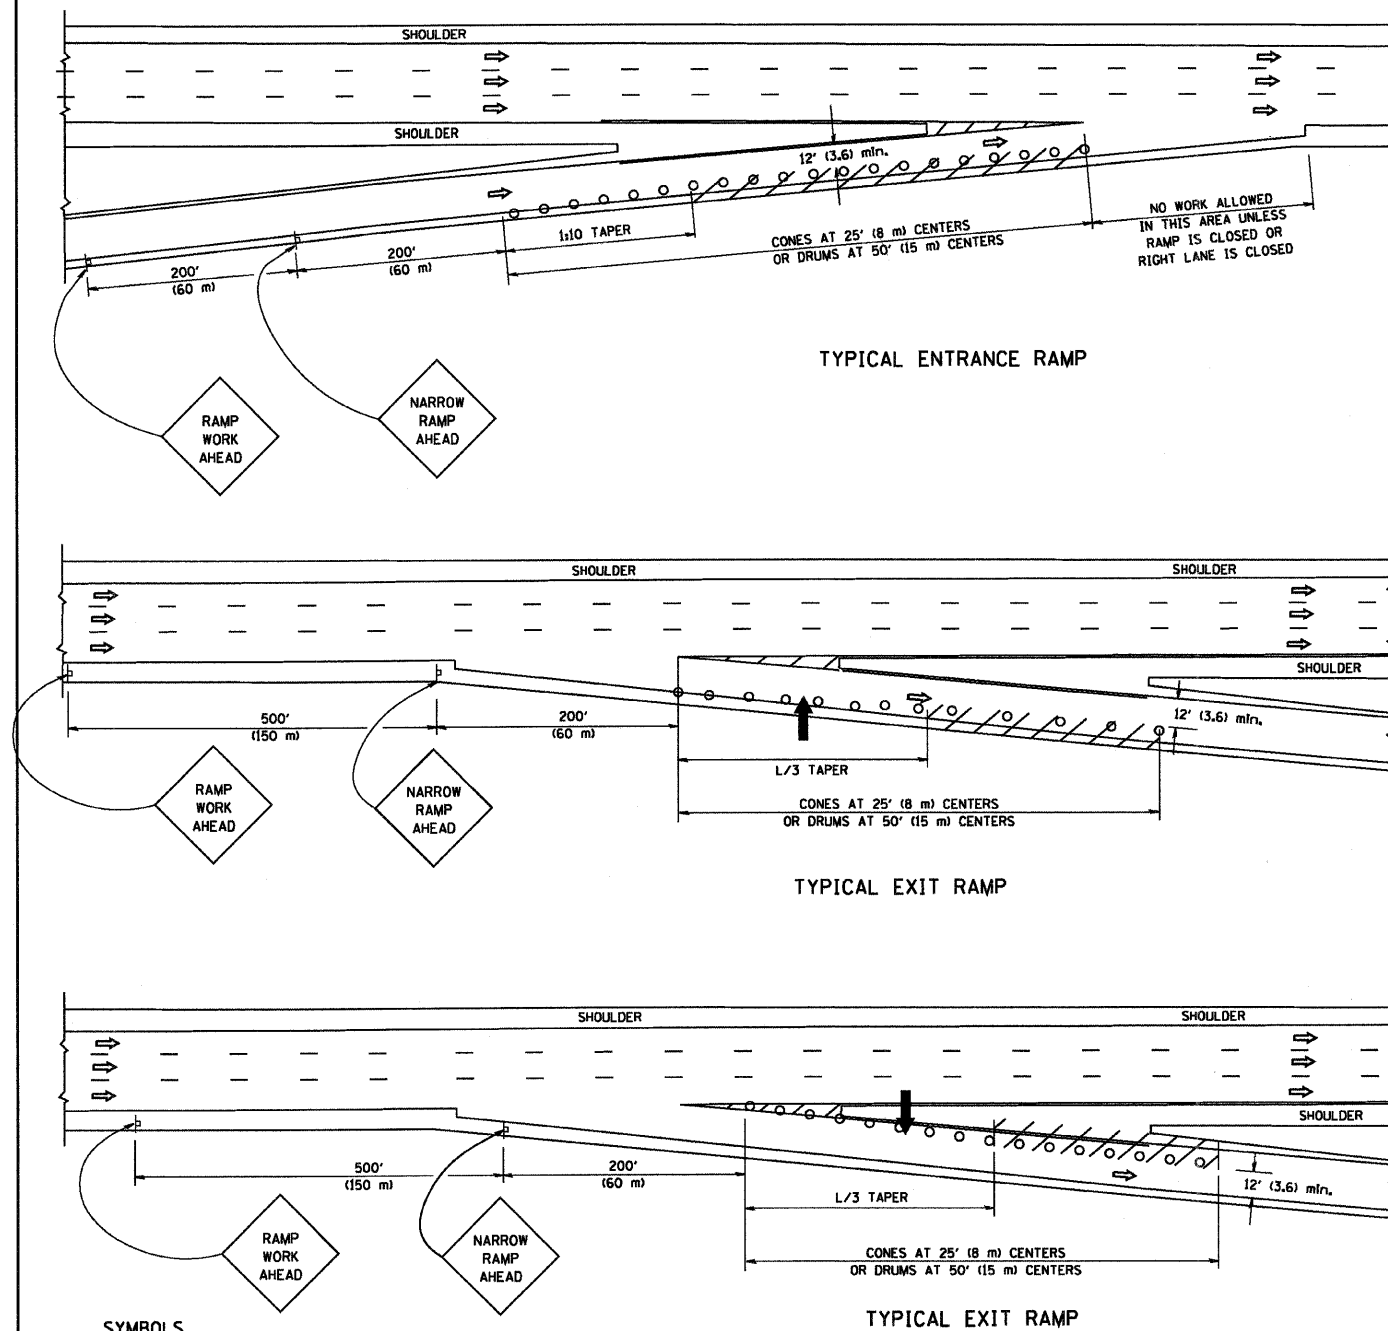 SHOULDER
SHOULDER
12' (3.6) min.
1:10 TAPER
200'
(60 m)
200'
(60 m)
CONES AT 25' (8 m) CENTERS
OR DRUMS AT 50' (15 m) CENTERS
NO WORK ALLOWED
IN THIS AREA UNLESS
RAMP IS CLOSED OR
RIGHT LANE IS CLOSED
TYPICAL ENTRANCE RAMP
RAMP
WORK
AHEAD
NARROW
RAMP
AHEAD
SHOULDER
SHOULDER
SHOULDER
12' (3.6) min.
500'
(150 m)
200'
(60 m)
L/3 TAPER
CONES AT 25' (8 m) CENTERS
OR DRUMS AT 50' (15 m) CENTERS
RAMP
WORK
AHEAD
NARROW
RAMP
AHEAD
TYPICAL EXIT RAMP
SHOULDER
SHOULDER
SHOULDER
500'
(150 m)
200'
(60 m)
12' (3.6) min.
L/3 TAPER
CONES AT 25' (8 m) CENTERS
OR DRUMS AT 50' (15 m) CENTERS
RAMP
WORK
AHEAD
NARROW
RAMP
AHEAD
TYPICAL EXIT RAMP
SYMBOLS